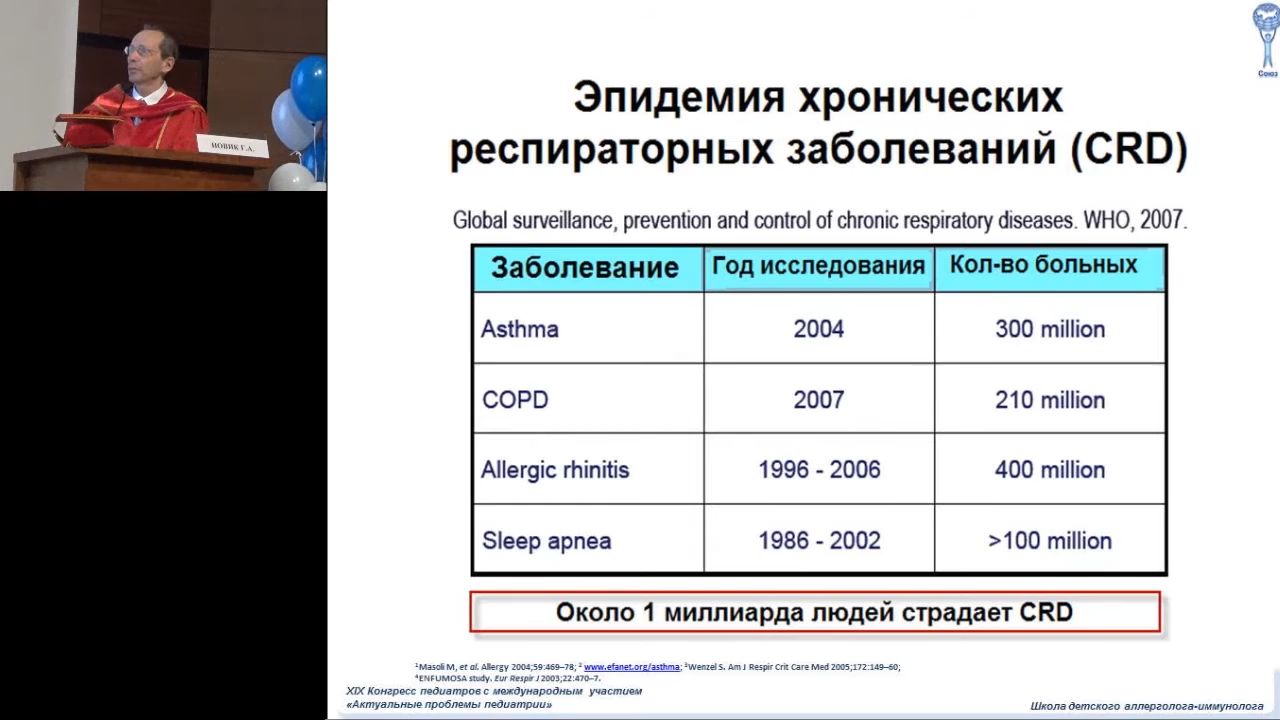 НОВИК Г.А.
Союз
Эпидемия хронических
респираторных заболеваний (CRD)
Global surveillance, prevention and control of chronic respiratory diseases. WHO, 2007.
Заболевание Год исследования Кол-во больных
Asthma 2004 300 million
COPD 2007 210 million
Allergic rhinitis 1996 - 2006 400 million
Sleep apnea 1986 - 2002 >100 million
Около 1 миллиарда людей страдает CRD
¹Masoli M, et al. Allergy 2004;59:469–78; ² www.efanet.org/asthma; ³Wenzel S. Am J Respir Crit Care Med 2005;172:149–60;
⁴ENFUMOSA study. Eur Respir J 2003;22:470–7.
XIX Конгресс педиатров с международным участием
«Актуальные проблемы педиатрии»
Школа детского аллерголога-иммунолога